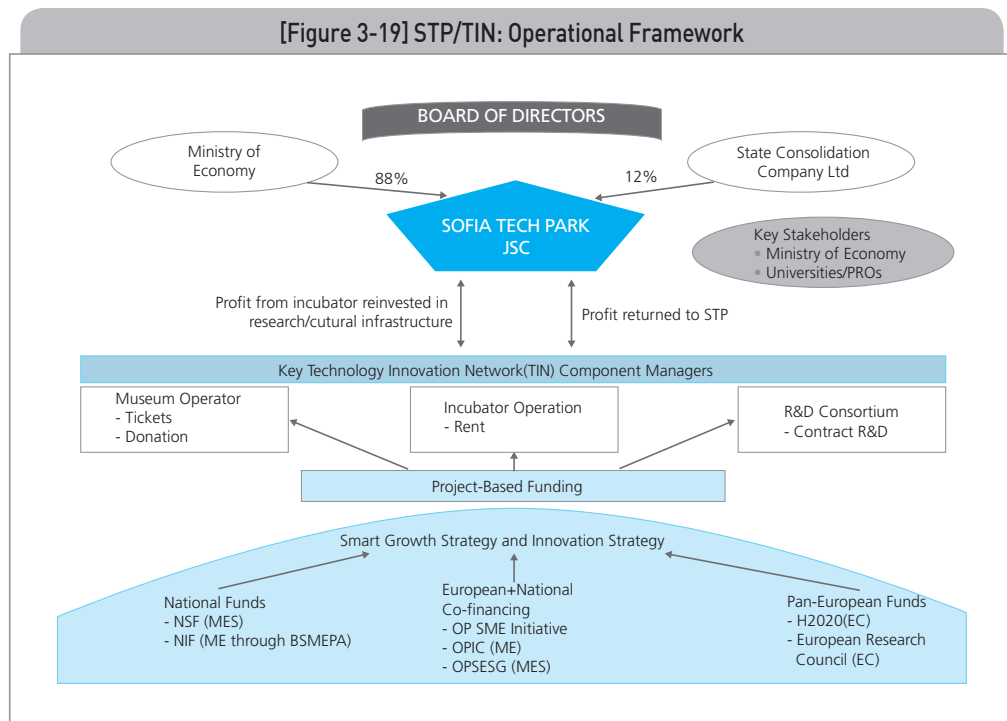 [Figure 3-19] STP/TIN: Operational Framework
BOARD OF DIRECTORS
Ministry of
Economy
State Consolidation
Company Ltd
88%
12%
SOFIA TECH PARK
JSC
Key Stakeholders
• Ministry of Economy
• Universities/PROs
Profit from incubator reinvested in
research/cutural infrastructure
Profit returned to STP
Key Technology Innovation Network(TIN) Component Managers
Museum Operator
- Tickets
- Donation
Incubator Operation
- Rent
R&D Consortium
- Contract R&D
Project-Based Funding
Smart Growth Strategy and Innovation Strategy
National Funds
- NSF (MES)
- NIF (ME through BSMEPA)
European+National
Co-financing
- OP SME Initiative
- OPIC (ME)
- OPSESG (MES)
Pan-European Funds
- H2020(EC)
- European Research
Council (EC)